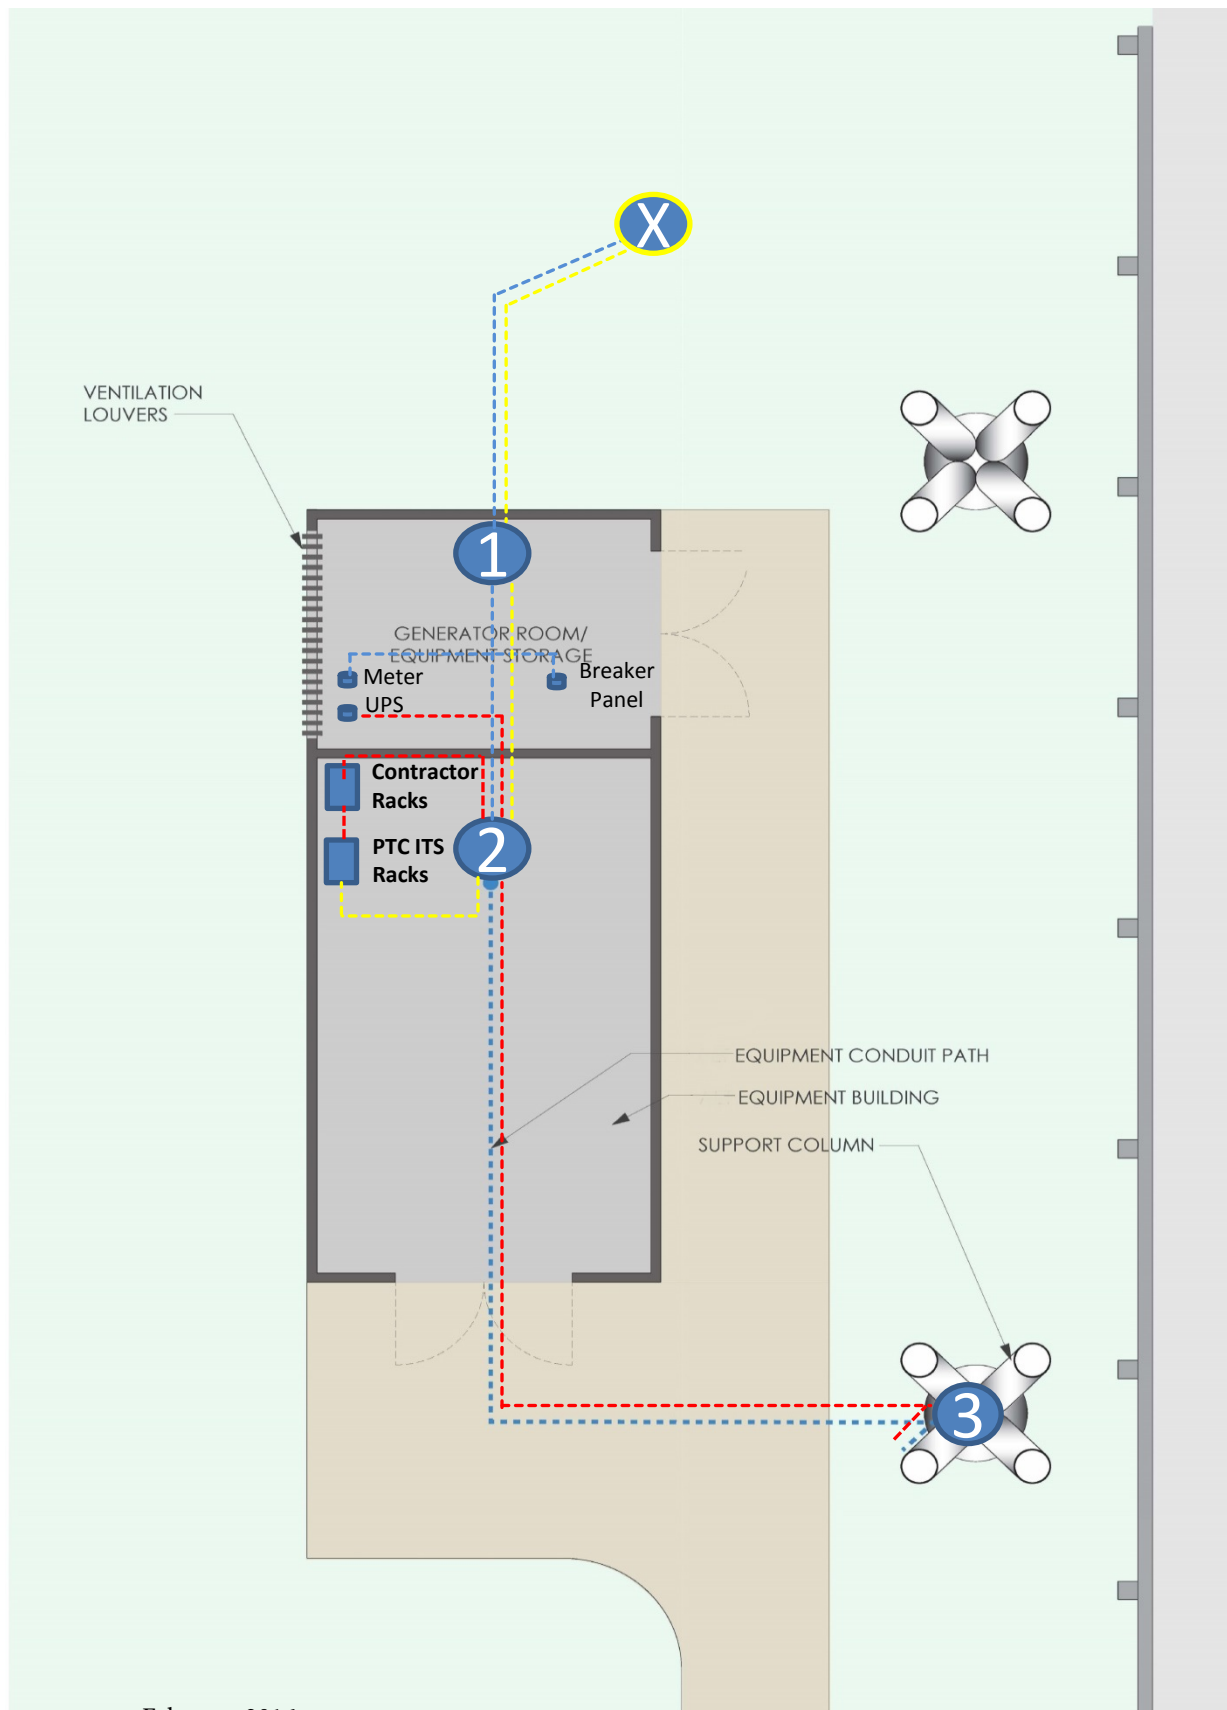 X
VENTILATION
LOUVERS
1
GENERATOR ROOM/
EQUIPMENT STORAGE
Meter
UPS
Breaker
Panel
Contractor
Racks
2
PTC ITS
Racks
EQUIPMENT CONDUIT PATH
EQUIPMENT BUILDING
SUPPORT COLUMN
3